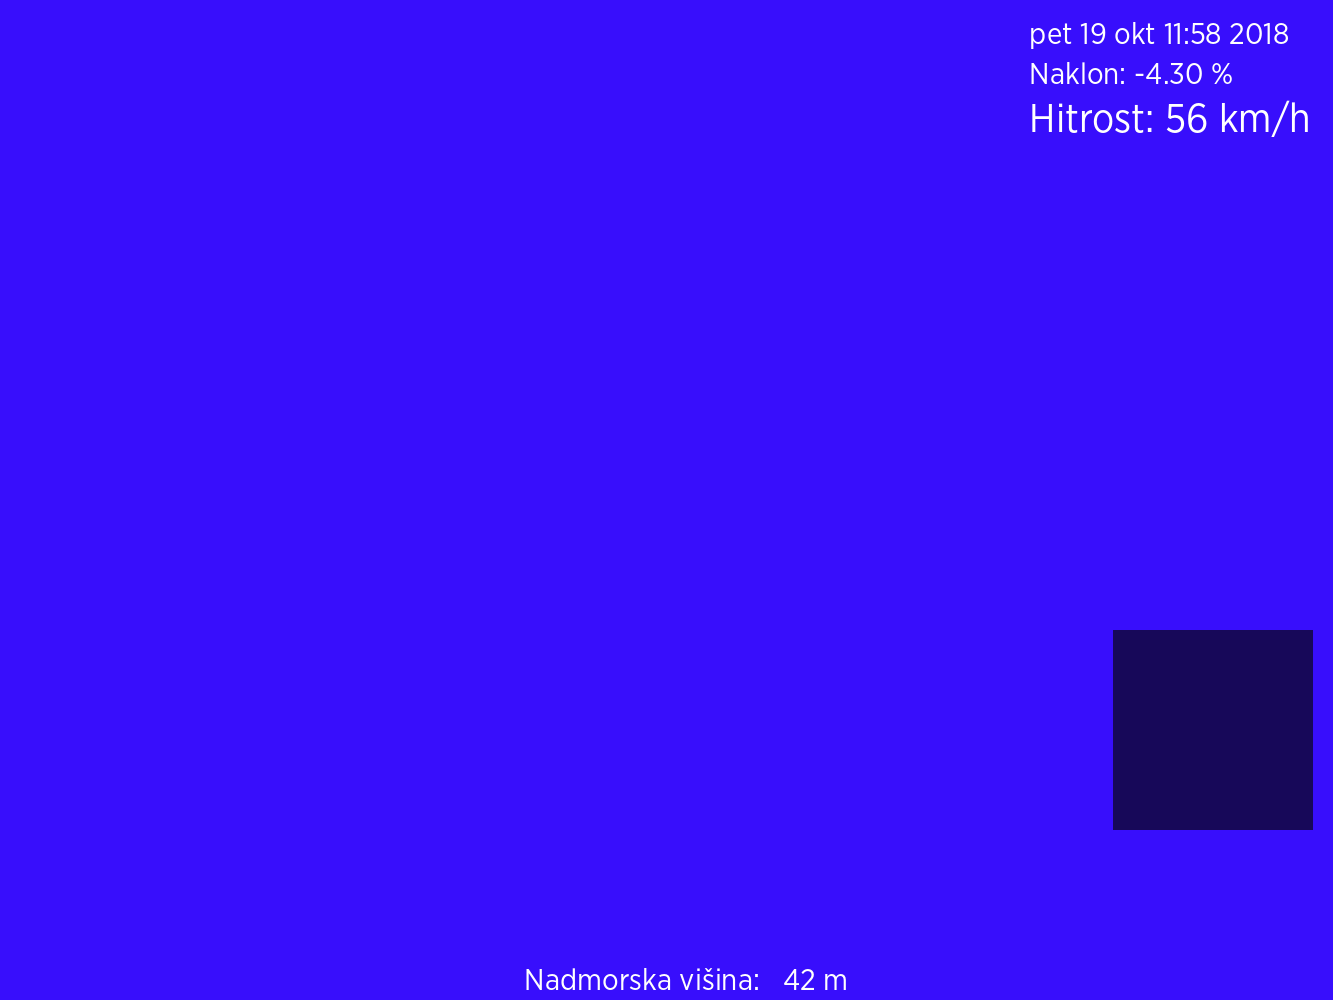 pet 19 okt 11:58 2018
Naklon: -4.30 %
Hitrost: 56 km/h
Nadmorska višina: 42 m